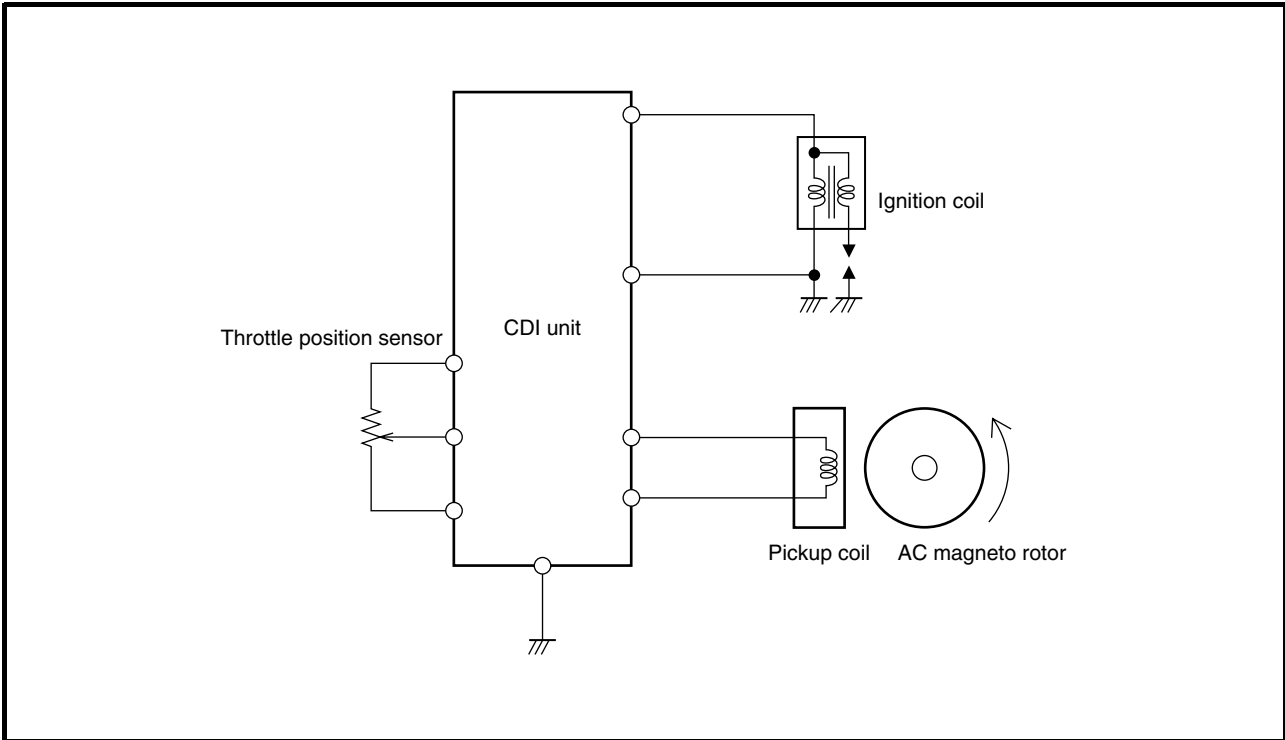 Ignition coil
CDI unit
Throttle position sensor
Pickup coil
AC magneto rotor